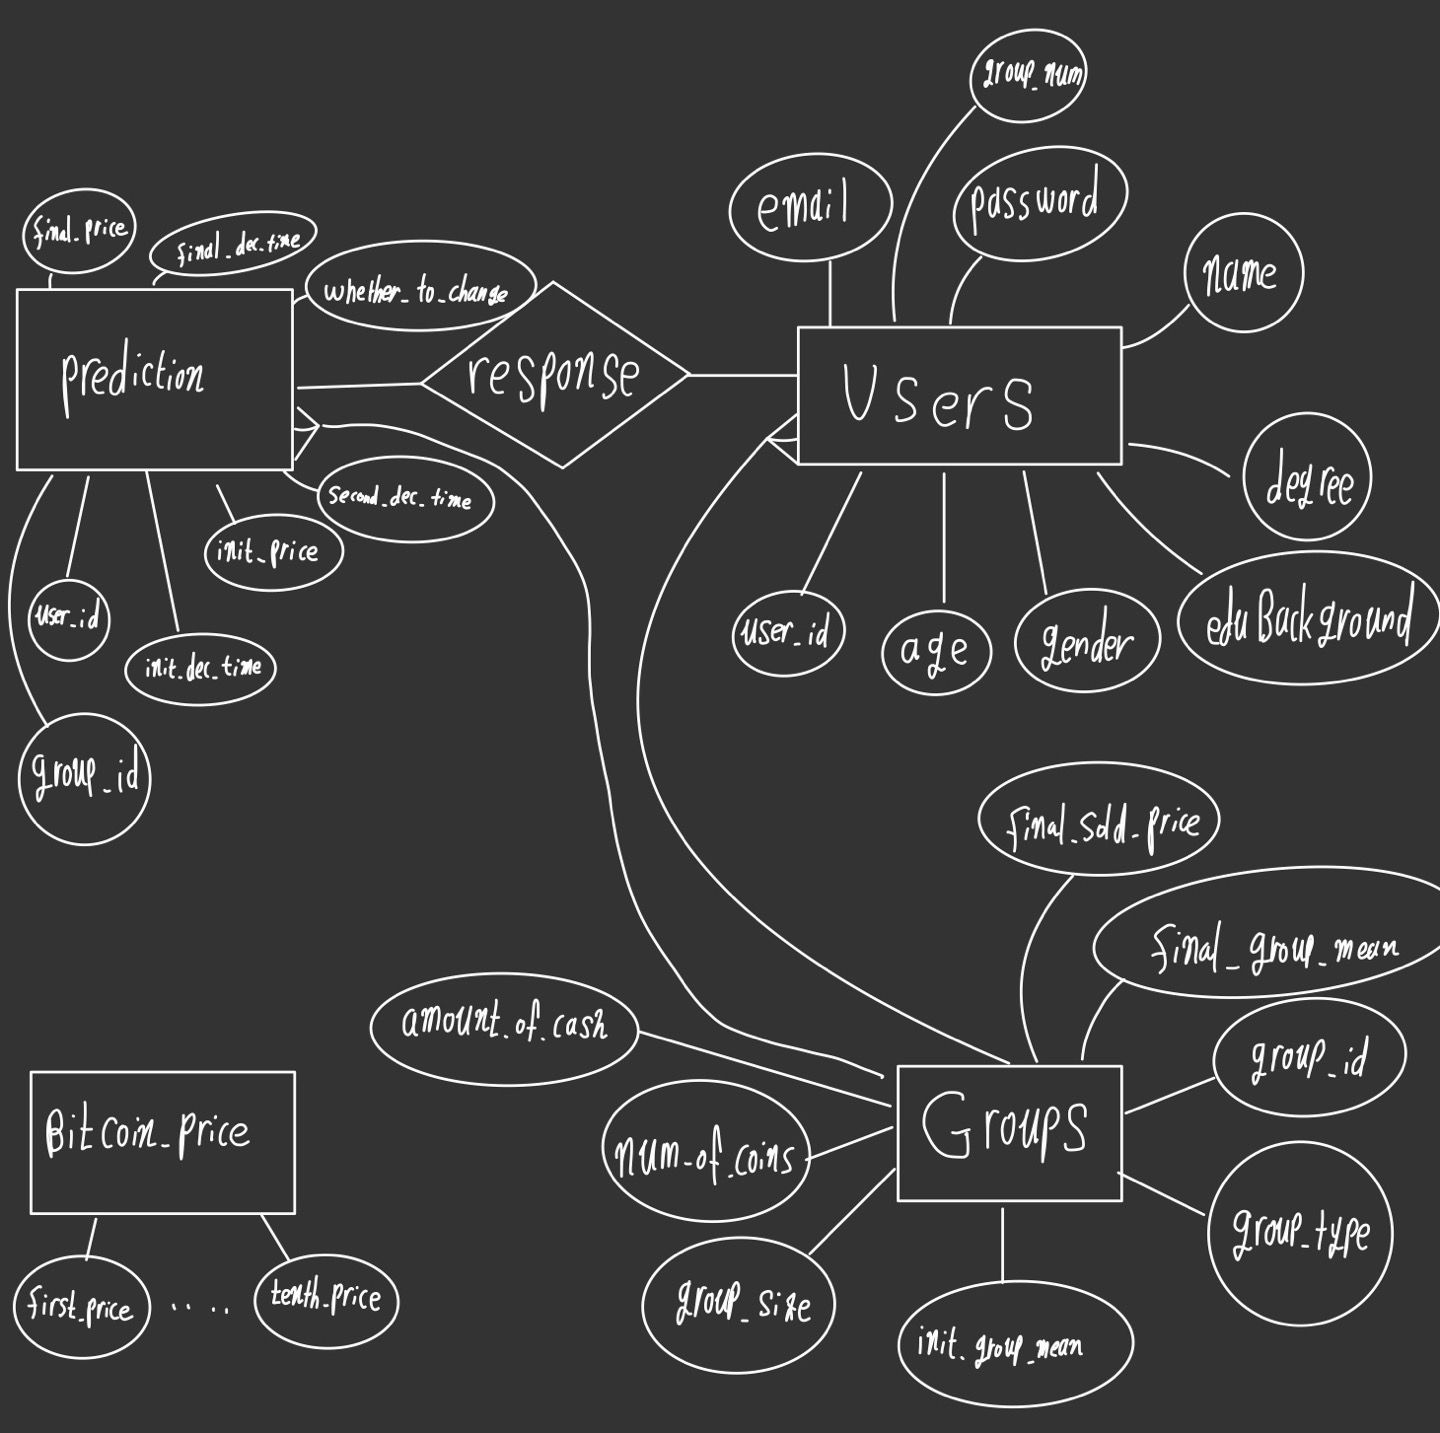 group_num
email
password
name
final_price
final_dec_time
whether_to_change
prediction
response
Users
degree
second_dec_time
init_price
user_id
init_dec_time
group_id
user_id
age
gender
eduBackground
final_sold_price
final_group_mean
amount_of_cash
group_id
Groups
num_of_coins
group_type
group_size
init_group_mean
Bitcoin_price
first_price
.. ..
tenth_price